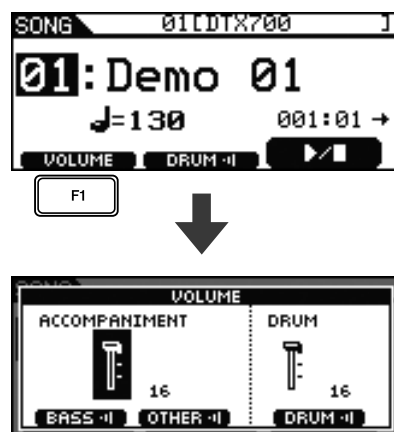 SONG 01[DTX700 ]
01:Demo 01
♩=130 001:01 →
VOLUME DRUM
F1
VOLUME
ACCOMPANIMENT DRUM
16 16
BASS OTHER DRUM